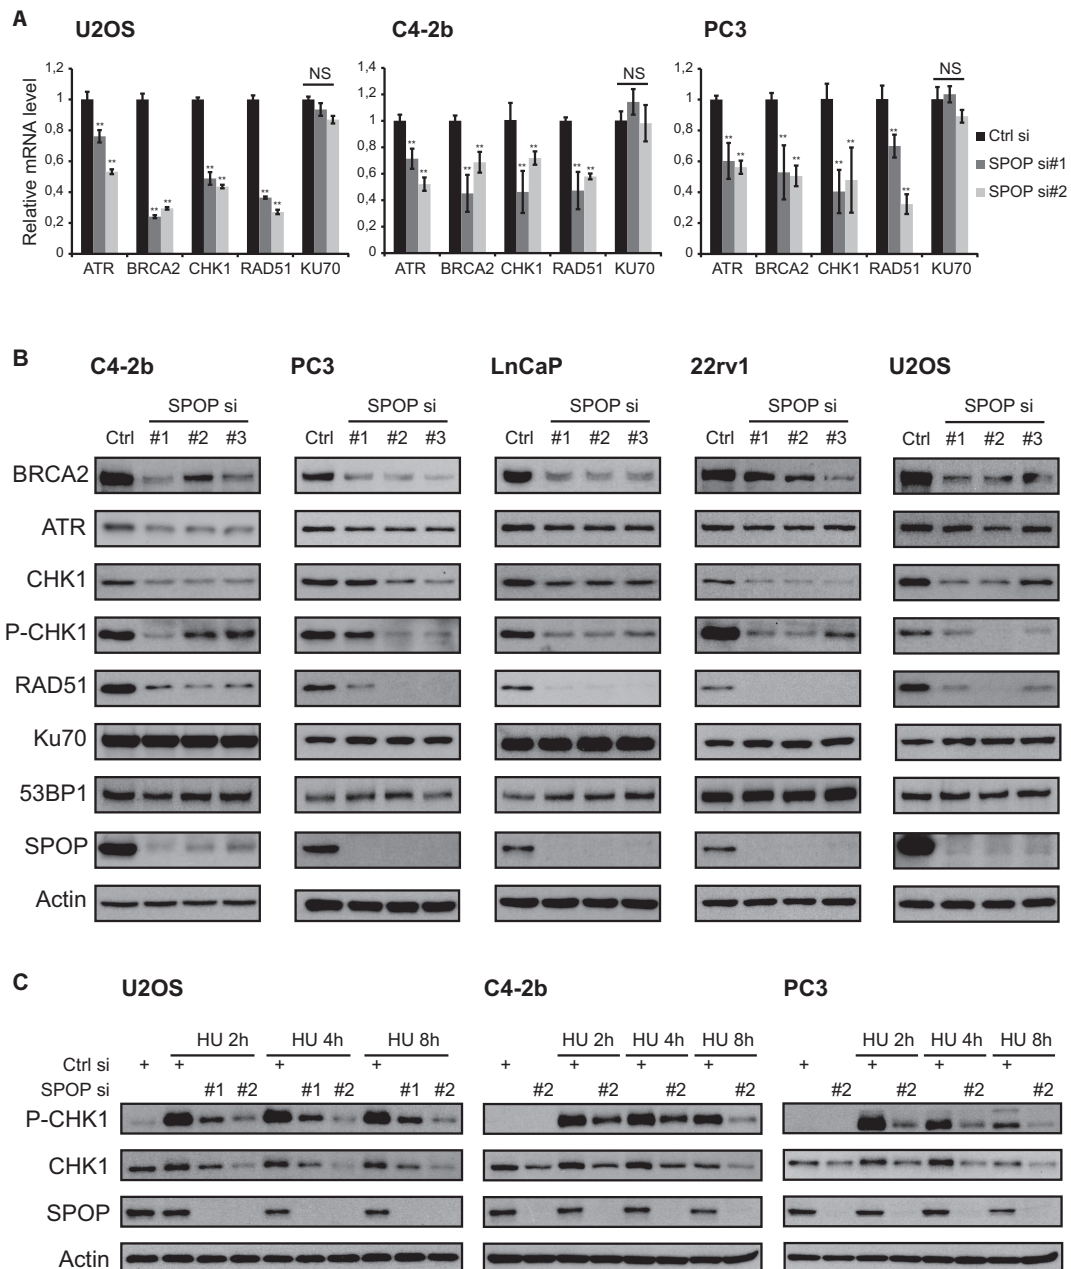 A
U2OS
C4-2b
PC3
Relative mRNA level
1,2
1
0,8
0,6
0,4
0,2
0
NS
** ** ** ** ** ** ** **
ATR BRCA2 CHK1 RAD51 KU70
1,4
1,2
1
0,8
0,6
0,4
0,2
0
NS
** ** ** ** ** ** ** **
ATR BRCA2 CHK1 RAD51 KU70
1,2
1
0,8
0,6
0,4
0,2
0
NS
** ** ** ** ** ** ** **
ATR BRCA2 CHK1 RAD51 KU70
Ctrl si
SPOP si#1
SPOP si#2
B
C4-2b PC3 LnCaP 22rv1 U2OS
SPOP si SPOP si SPOP si SPOP si SPOP si
Ctrl #1 #2 #3 Ctrl #1 #2 #3 Ctrl #1 #2 #3 Ctrl #1 #2 #3 Ctrl #1 #2 #3
BRCA2
ATR
CHK1
P-CHK1
RAD51
Ku70
53BP1
SPOP
Actin
C
U2OS C4-2b PC3
HU 2h HU 4h HU 8h HU 2h HU 4h HU 8h HU 2h HU 4h HU 8h
Ctrl si + + + + + + + + + + + +
SPOP si #1 #2 #1 #2 #1 #2 #2 #2 #2 #2 #2 #2 #2 #2
P-CHK1
CHK1
SPOP
Actin